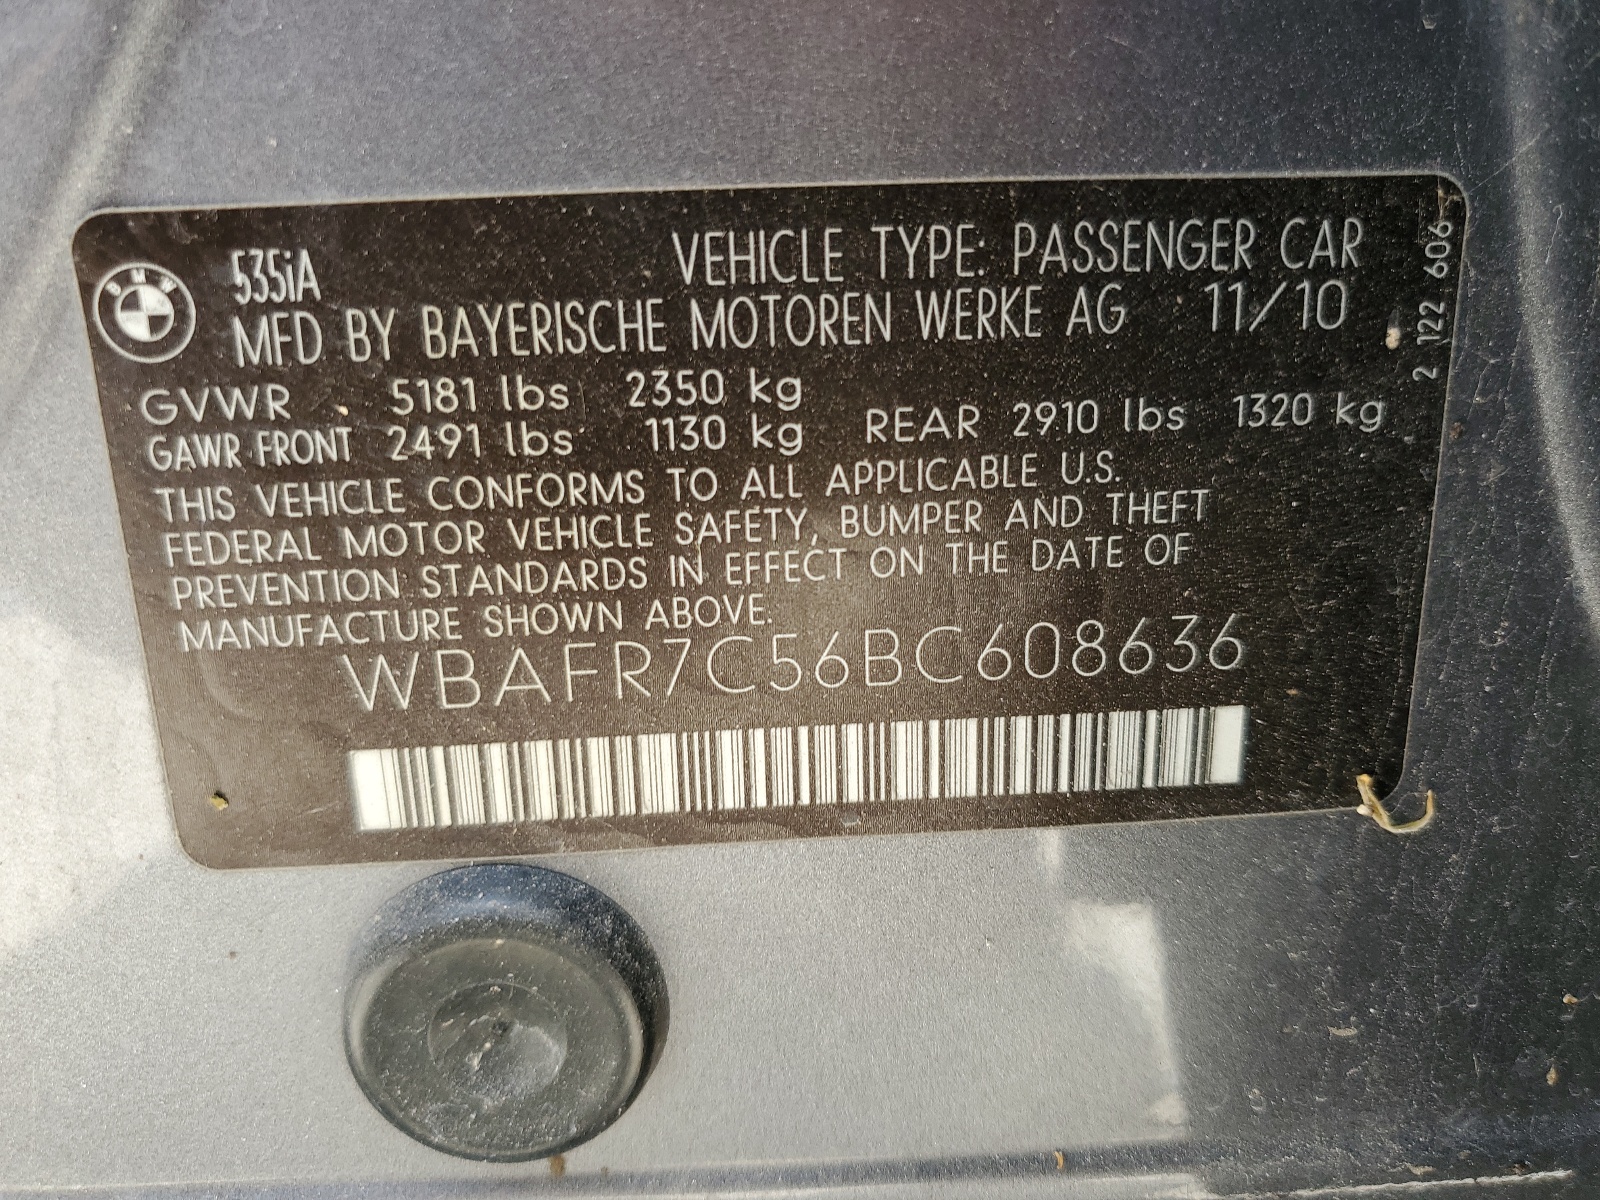 BMW
535iA
VEHICLE TYPE: PASSENGER CAR
MFD BY BAYERISCHE MOTOREN WERKE AG 11/10
GVWR 5181 lbs 2350 kg
GAWR FRONT 2491 lbs 1130 kg REAR 2910 lbs 1320 kg
THIS VEHICLE CONFORMS TO ALL APPLICABLE U.S.
FEDERAL MOTOR VEHICLE SAFETY, BUMPER AND THEFT
PREVENTION STANDARDS IN EFFECT ON THE DATE OF
MANUFACTURE SHOWN ABOVE.
WBAFR7C56BC608636
2 122 606